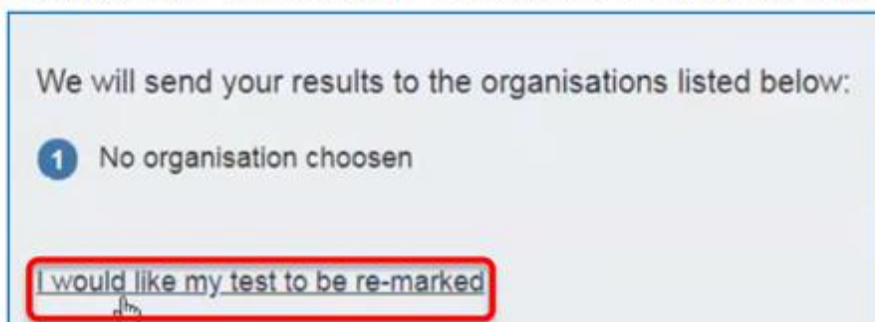 We will send your results to the organisations listed below:
1 No organisation choosen
I would like my test to be re-marked